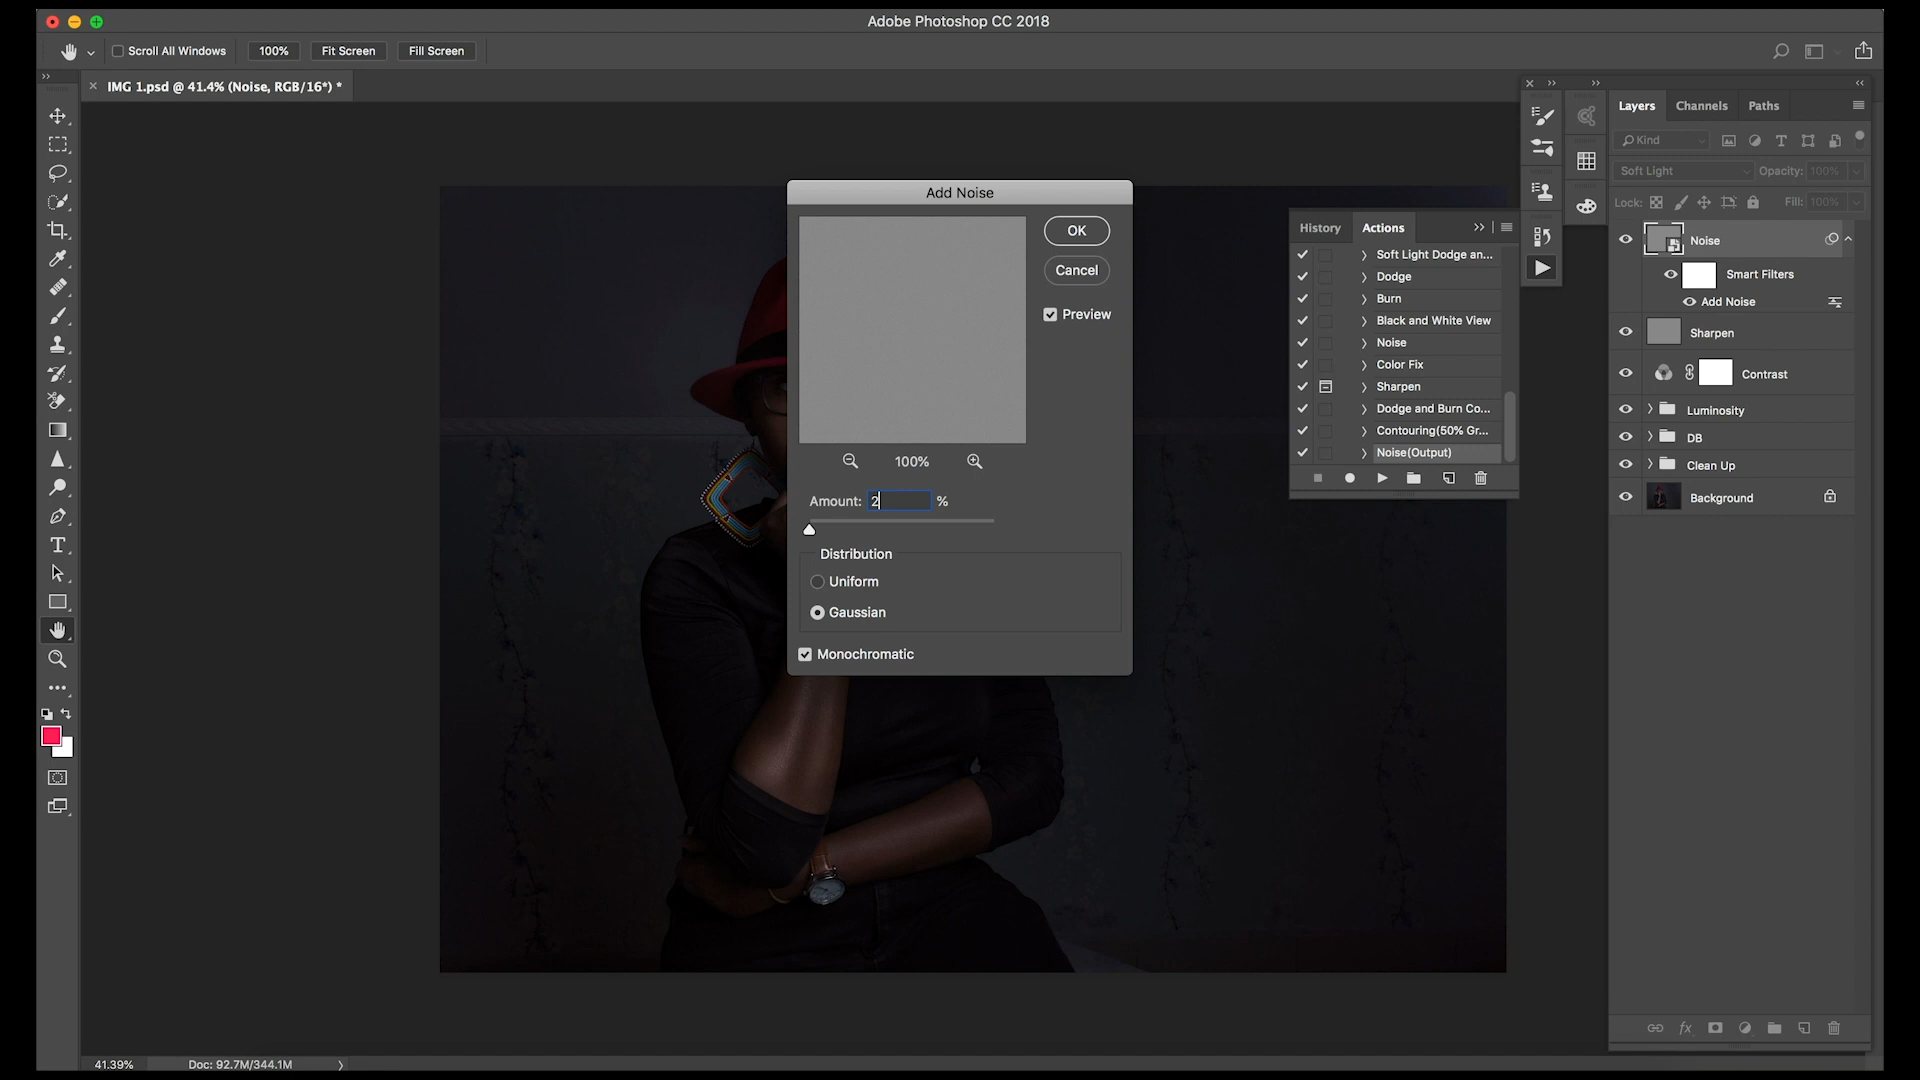 Adobe Photoshop CC 2018
Scroll All Windows 100% Fit Screen Fill Screen
IMG 1.psd @ 41.4% (Noise, RGB/16*) *
Add Noise
OK
Cancel
Preview
100%
Amount: 2 %
Distribution
Uniform
Gaussian
Monochromatic
History Actions
Soft Light Dodge an...
Dodge
Burn
Black and White View
Noise
Color Fix
Sharpen
Dodge and Burn Co...
Contouring(50% Gr...
Noise(Output)
Layers Channels Paths
Kind
Soft Light Opacity: 100%
Lock: Fill: 100%
Noise
Smart Filters
Add Noise
Sharpen
Contrast
Luminosity
DB
Clean Up
Background
41.39% Doc: 92.7M/344.1M